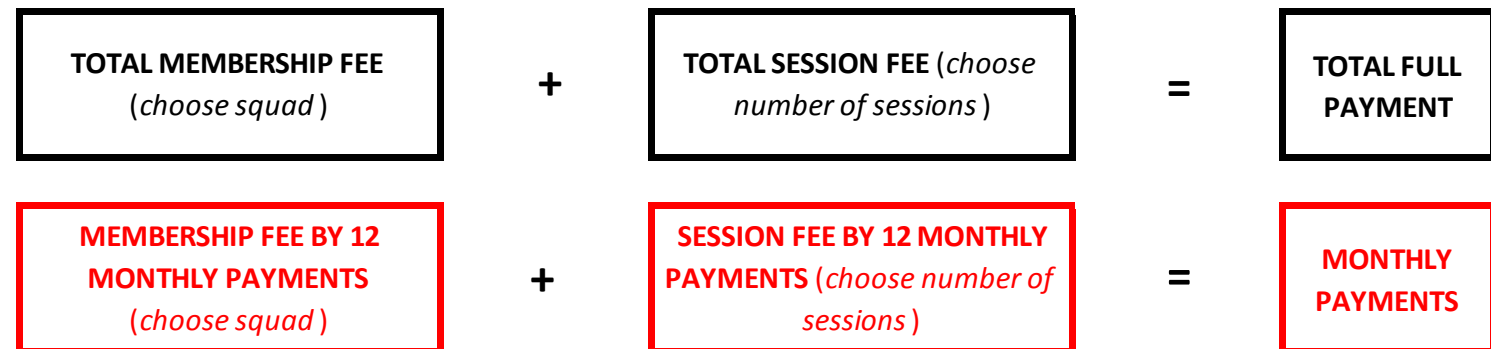 TOTAL MEMBERSHIP FEE
(choose squad )
+
TOTAL SESSION FEE (choose
number of sessions )
=
TOTAL FULL
PAYMENT
MEMBERSHIP FEE BY 12
MONTHLY PAYMENTS
(choose squad )
+
SESSION FEE BY 12 MONTHLY
PAYMENTS (choose number of
sessions )
=
MONTHLY
PAYMENTS